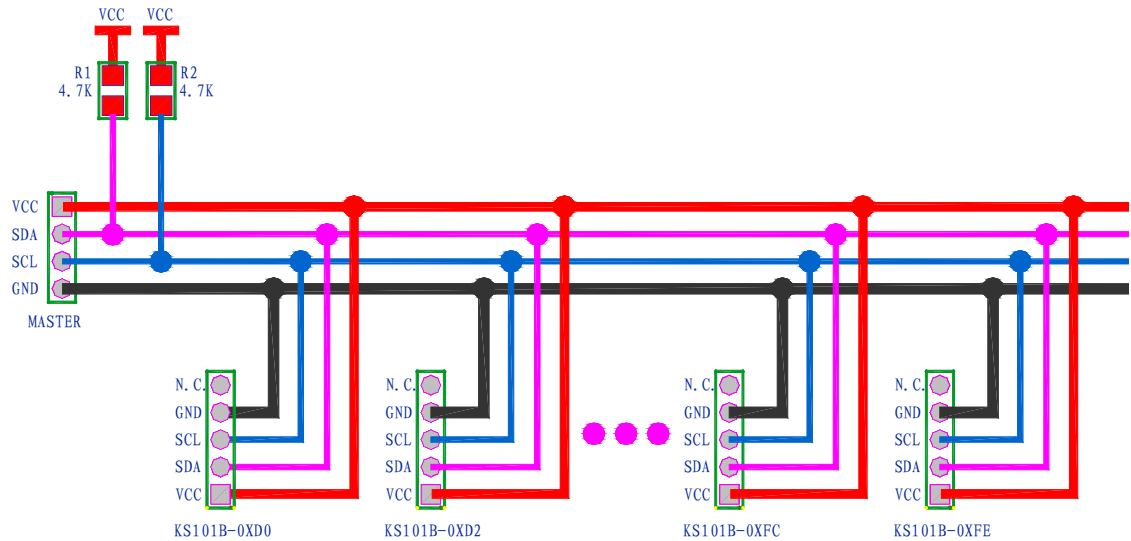 VCC VCC
R1 R2
4.7K 4.7K
VCC
SDA
SCL
GND
MASTER
N.C. N.C. N.C. N.C.
GND GND GND GND
SCL SCL SCL SCL
SDA SDA SDA SDA
VCC VCC VCC VCC
KS101B-0XD0 KS101B-0XD2 KS101B-0XFC KS101B-0XFE